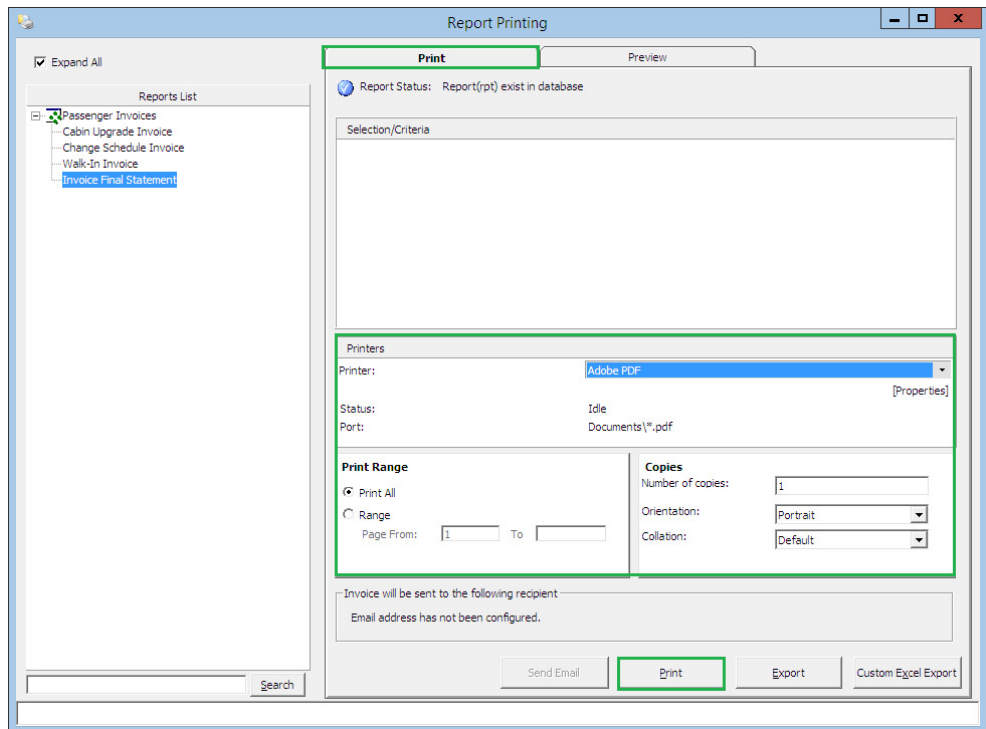 Report Printing
Expand All
Reports List
Passenger Invoices
Cabin Upgrade Invoice
Change Schedule Invoice
Walk-In Invoice
Invoice Final Statement
Search
Print
Preview
Report Status: Report(rpt) exist in database
Selection/Criteria
Printers
Printer: Adobe PDF
[Properties]
Status: Idle
Port: Documents\*.pdf
Print Range
Print All
Range
Page From: 1 To
Copies
Number of copies: 1
Orientation: Portrait
Collation: Default
Invoice will be sent to the following recipient
Email address has not been configured.
Send Email Print Export Custom Excel Export